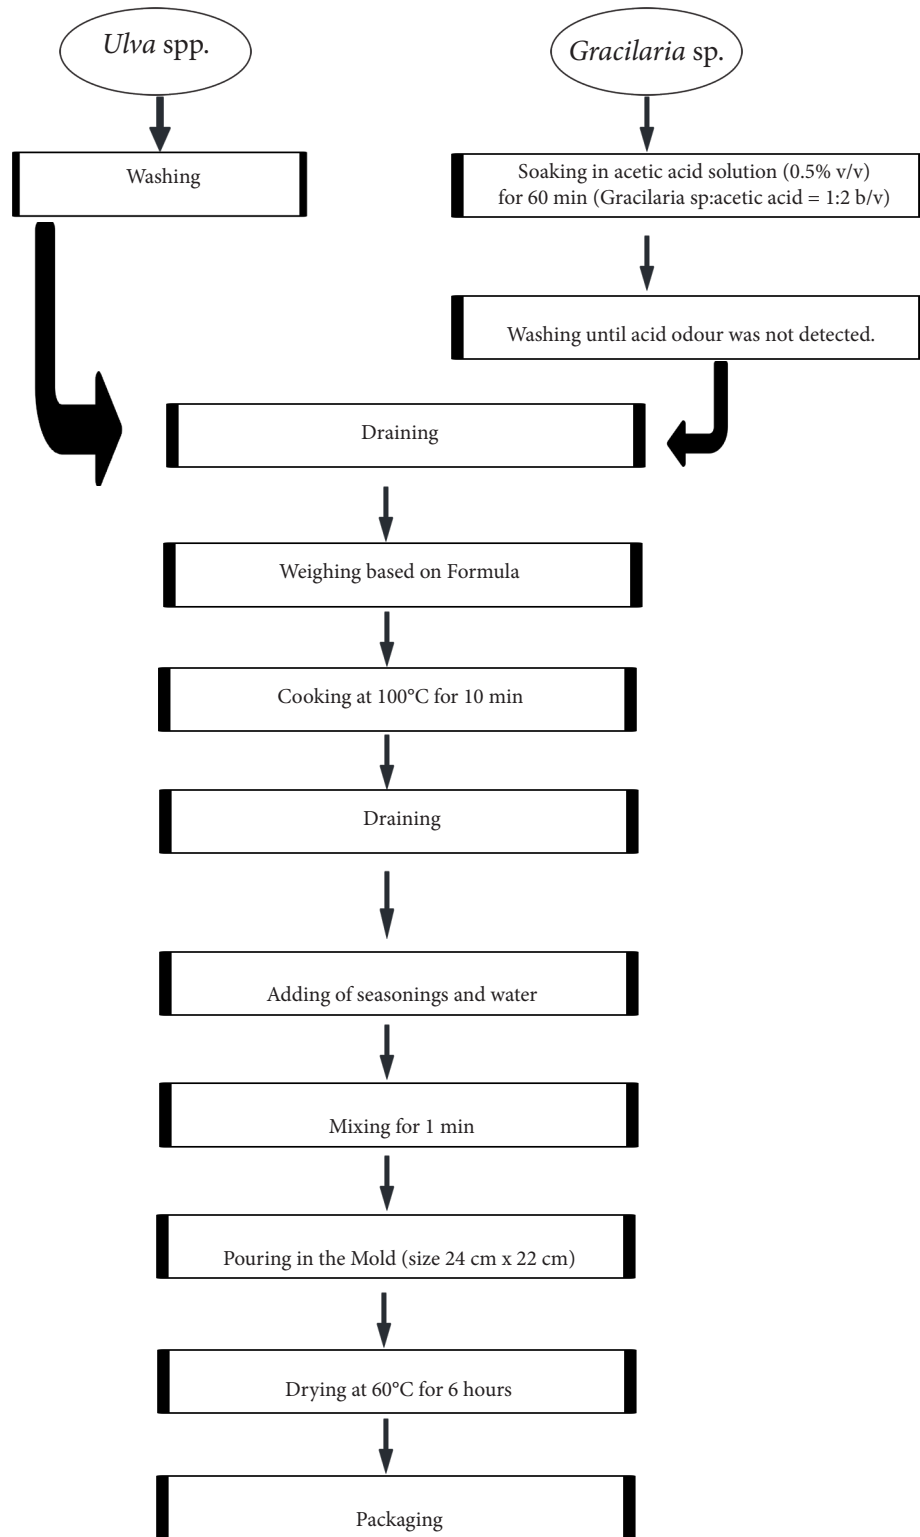 Ulva spp.
Gracilaria sp.
Washing
Soaking in acetic acid solution (0.5% v/v)
for 60 min (Gracilaria sp:acetic acid = 1:2 b/v)
Washing until acid odour was not detected.
Draining
Weighing based on Formula
Cooking at 100°C for 10 min
Draining
Adding of seasonings and water
Mixing for 1 min
Pouring in the Mold (size 24 cm x 22 cm)
Drying at 60°C for 6 hours
Packaging